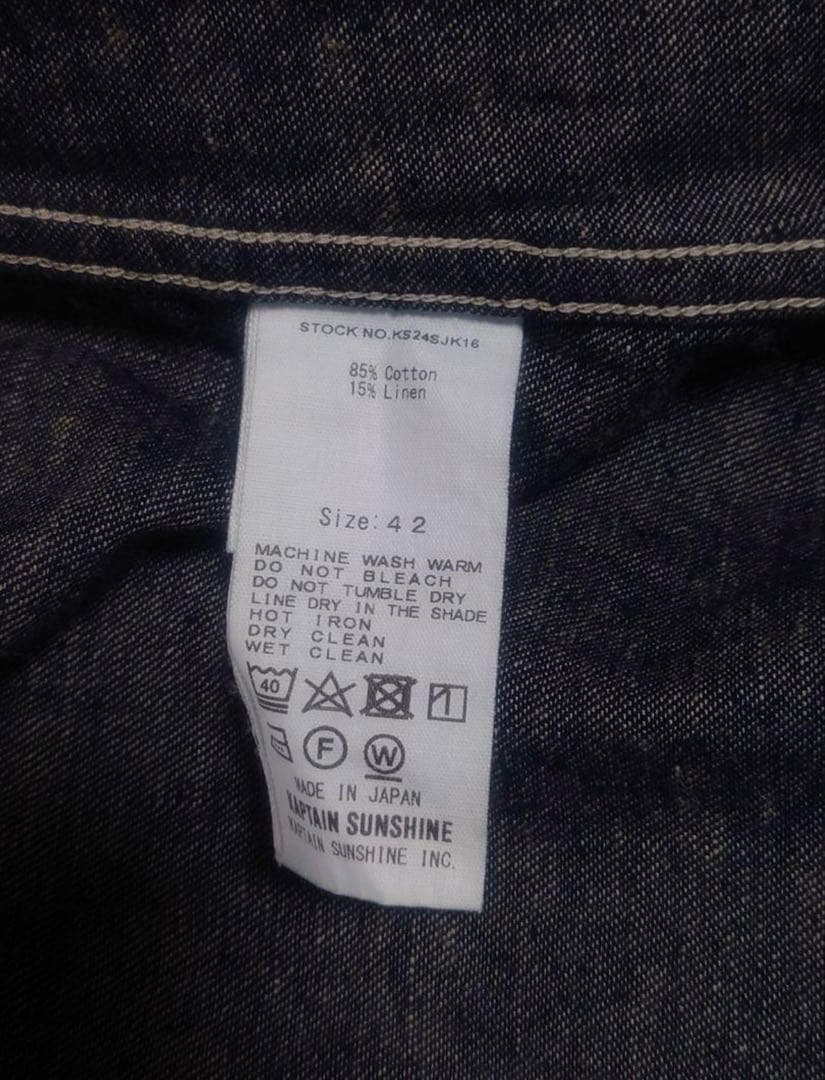 STOCK NO.KS24SJK16
85% Cotton
15% Linen
Size:42
MACHINE WASH WARM
DO NOT BLEACH
DO NOT TUMBLE DRY
LINE DRY IN THE SHADE
HOT IRON
DRY CLEAN
WET CLEAN
40
F W
MADE IN JAPAN
KAPTAIN SUNSHINE
KAPTAIN SUNSHINE INC.